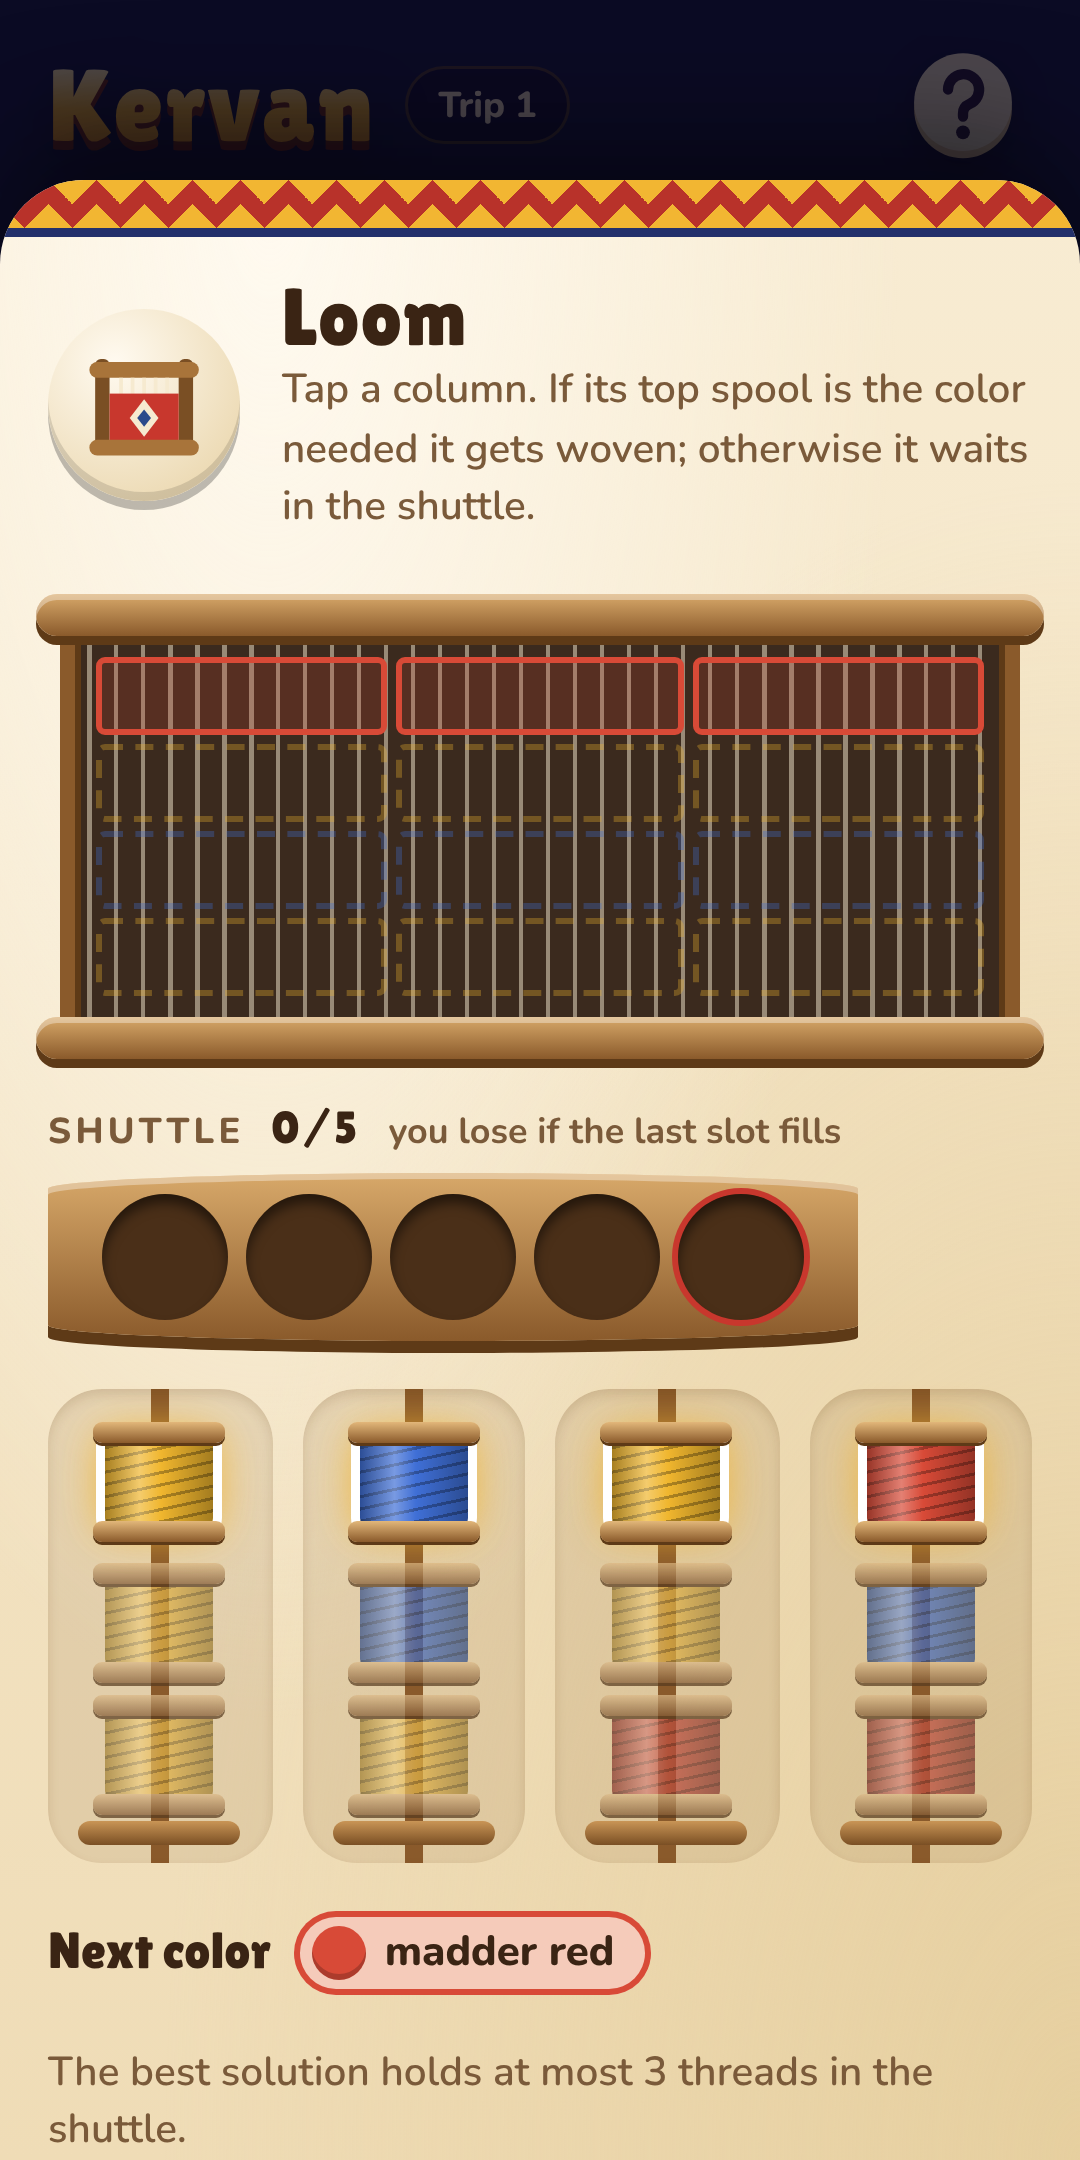 Kervan
Trip 1
?
Loom
Tap a column. If its top spool is the color
needed it gets woven; otherwise it waits
in the shuttle.
SHUTTLE 0/5 you lose if the last slot fills
Next color madder red
The best solution holds at most 3 threads in the
shuttle.